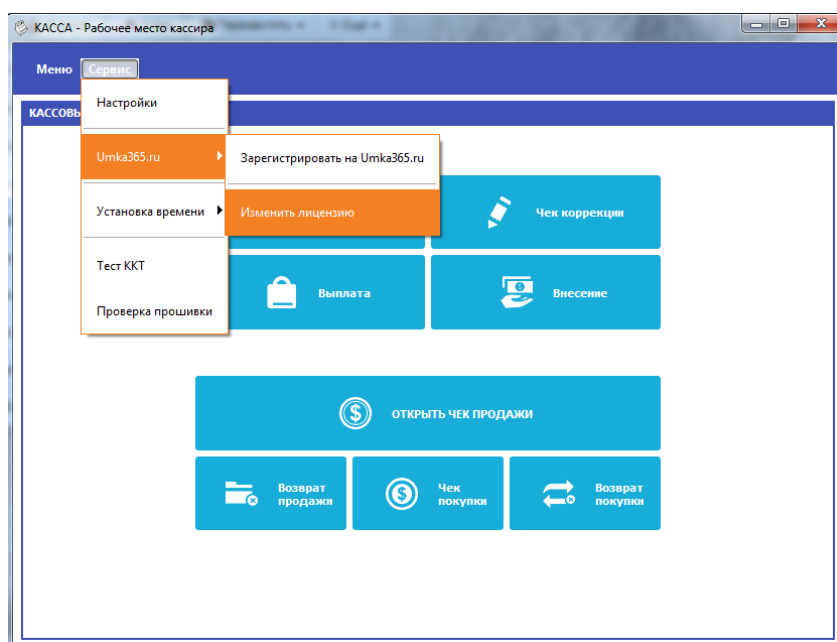 КАССА - Рабочее место кассира
Меню Сервис
КАССОВЫ
Настройки
Umka365.ru
Зарегистрировать на Umka365.ru
Установка времени
Изменить лицензию
Чек коррекции
Тест ККТ
Выплата
Внесение
Проверка прошивки
ОТКРЫТЬ ЧЕК ПРОДАЖИ
Возврат
продажи
Чек
покупки
Возврат
покупки